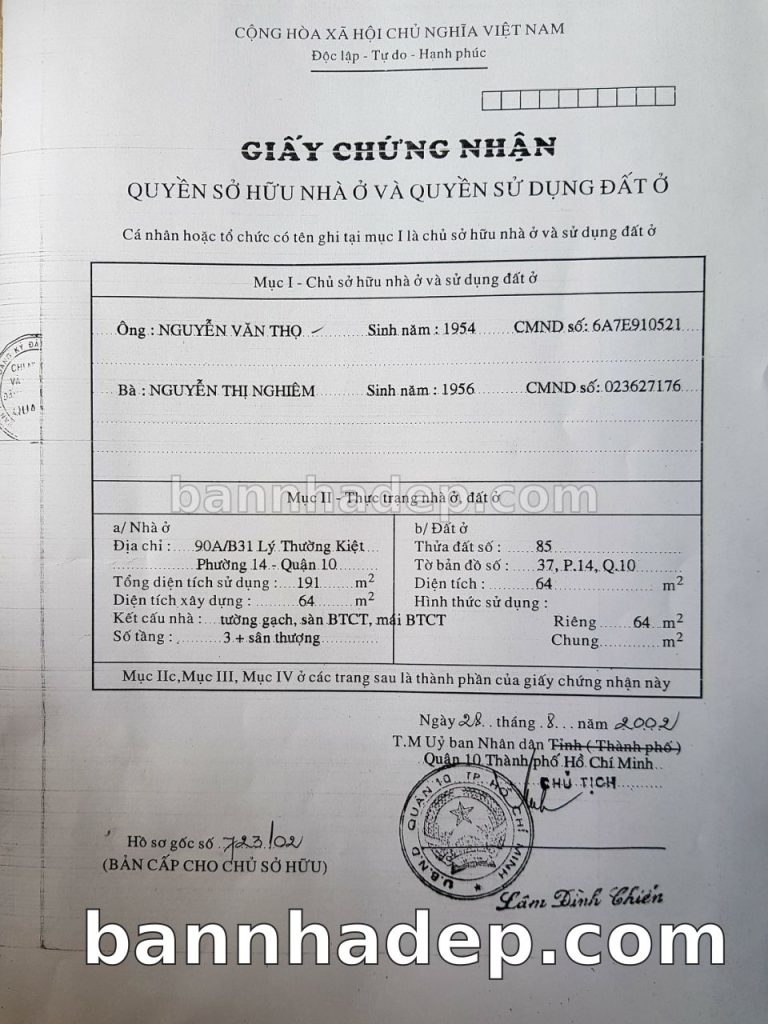 CỘNG HÒA XÃ HỘI CHỦ NGHĨA VIỆT NAM
Độc lập - Tự do - Hạnh phúc
GIẤY CHỨNG NHẬN
QUYỀN SỞ HỮU NHÀ Ở VÀ QUYỀN SỬ DỤNG ĐẤT Ở
Cá nhân hoặc tổ chức có tên ghi tại mục I là chủ sở hữu nhà ở và sử dụng đất ở
Mục I - Chủ sở hữu nhà ở và sử dụng đất ở
Ông : NGUYỄN VĂN THỌ Sinh năm : 1954 CMND số: 6A7E910521
Bà : NGUYỄN THỊ NGHIÊM Sinh năm : 1956 CMND số: 023627176
bannhadep.com
Mục II - Thực trạng nhà ở, đất ở
a/ Nhà ở
Địa chỉ : 90A/B31 Lý Thường Kiệt
Phường 14 - Quận 10
Tổng diện tích sử dụng : 191 m2
Diện tích xây dựng : 64 m2
Kết cấu nhà : tường gạch, sàn BTCT, mái BTCT
Số tầng : 3 + sân thượng
b/ Đất ở
Thửa đất số : 85
Tờ bản đồ số : 37, P.14, Q.10
Diện tích : 64 m2
Hình thức sử dụng :
Riêng 64 m2
Chung m2
Mục IIc,Mục III, Mục IV ở các trang sau là thành phần của giấy chứng nhận này
Ngày 28 tháng 8 năm 2002
T.M Uỷ ban Nhân dân Tỉnh ( Thành phố )
Quận 10 Thành phố Hồ Chí Minh
CHỦ TỊCH
U.B.N.D QUẬN 10 TP. HỒ CHÍ MINH
Hồ sơ gốc số 723/02
(BẢN CẤP CHO CHỦ SỞ HỮU)
Lâm Đình Chiến
bannhadep.com